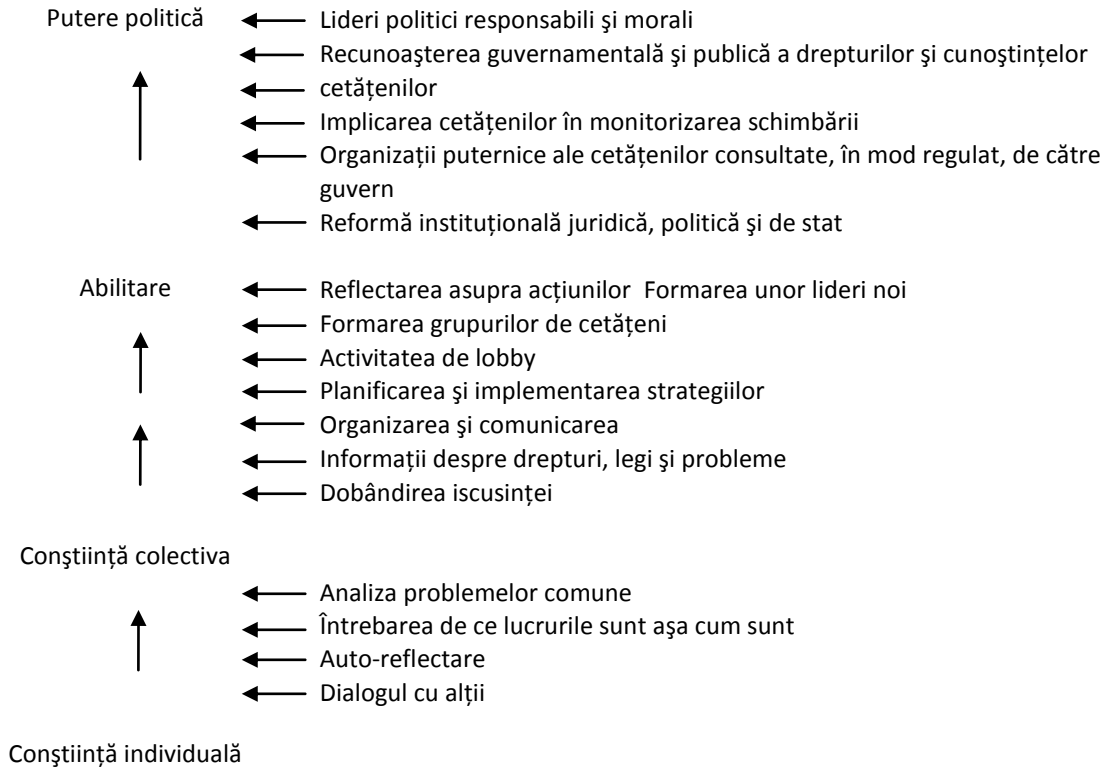 Putere politică Lideri politici responsabili şi morali
Recunoaşterea guvernamentală şi publică a drepturilor şi cunoştințelor
cetățenilor
Implicarea cetățenilor în monitorizarea schimbării
Organizații puternice ale cetățenilor consultate, în mod regulat, de către
guvern
Reformă instituțională juridică, politică şi de stat
Abilitare Reflectarea asupra acțiunilor Formarea unor lideri noi
Formarea grupurilor de cetățeni
Activitatea de lobby
Planificarea şi implementarea strategiilor
Organizarea şi comunicarea
Informații despre drepturi, legi şi probleme
Dobândirea iscusinței
Conştiință colectiva
Analiza problemelor comune
Întrebarea de ce lucrurile sunt aşa cum sunt
Auto-reflectare
Dialogul cu alții
Conştiință individuală